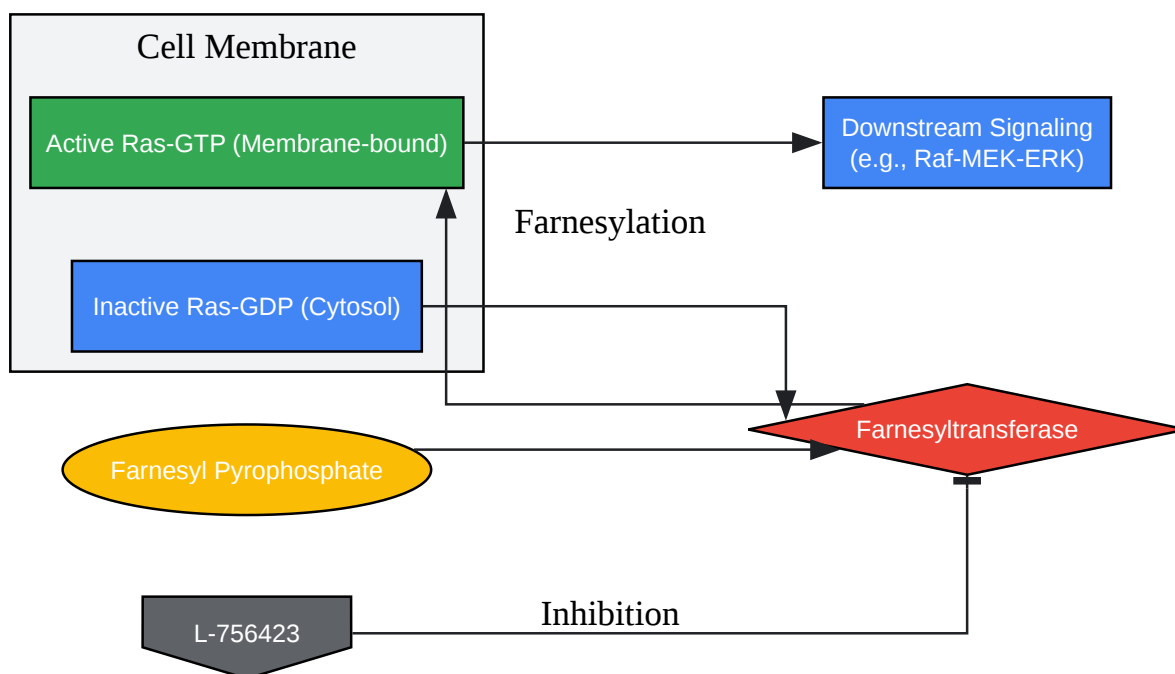 Cell Membrane
Active Ras-GTP (Membrane-bound)
Downstream Signaling
(e.g., Raf-MEK-ERK)
Farnesylation
Inactive Ras-GDP (Cytosol)
Farnesyltransferase
Farnesyl Pyrophosphate
Inhibition
L-756423